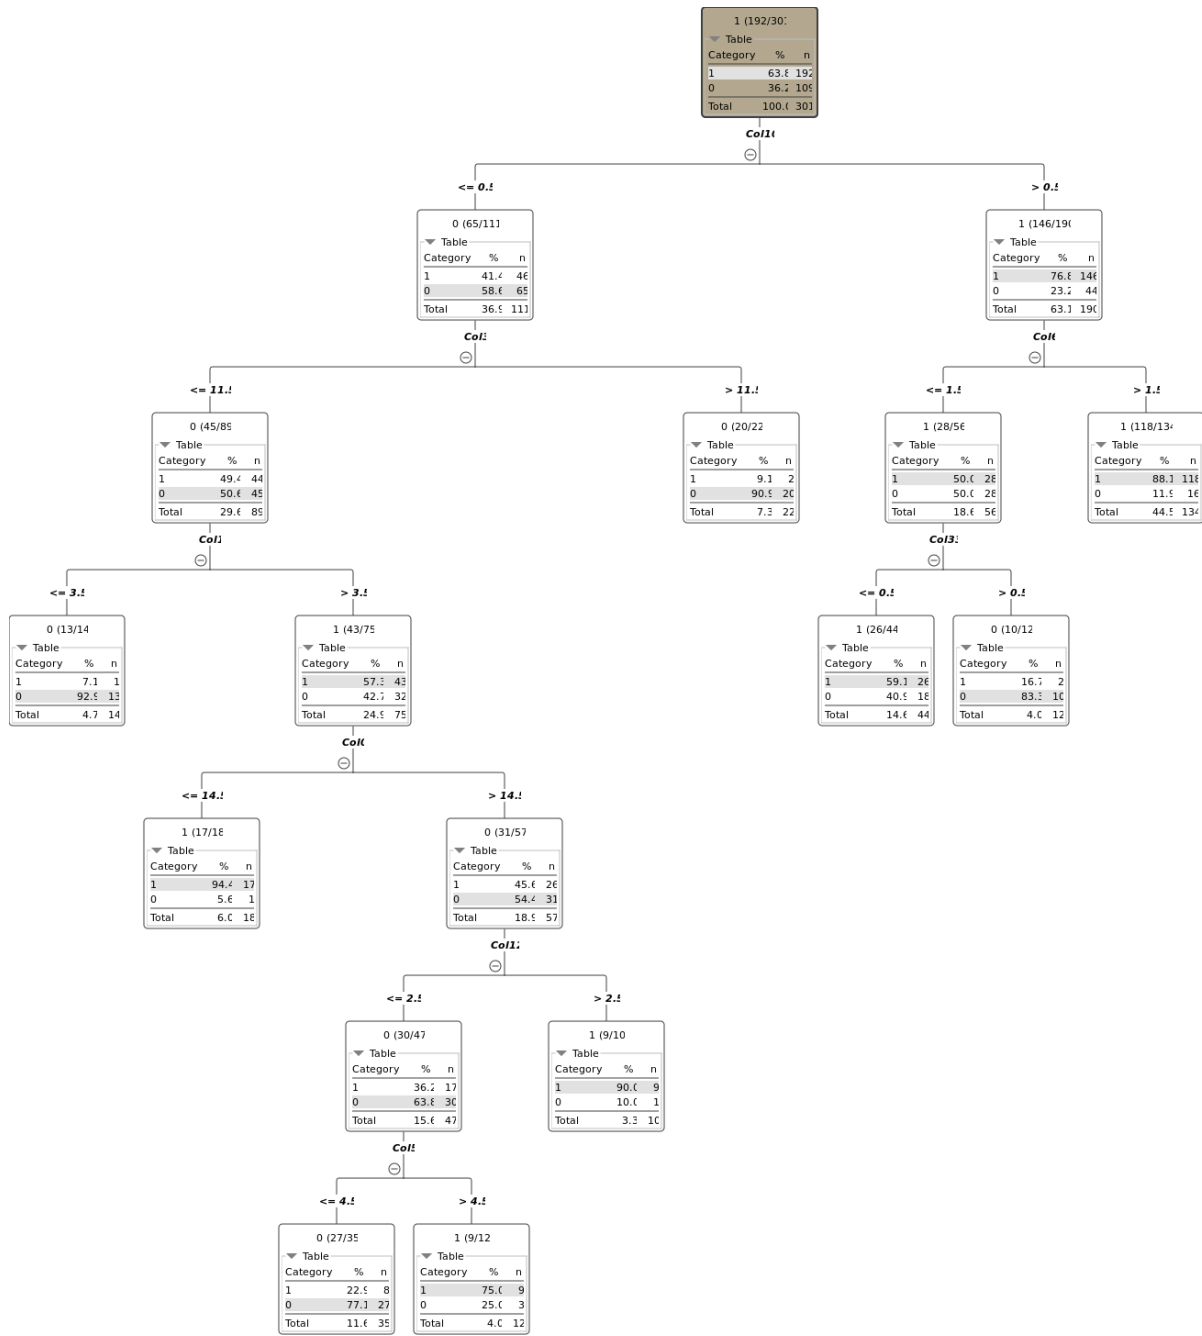 1 (192/30
Table
Category % n
1 63.8 192
0 36.2 109
Total 100.0 301
Col1
<= 0.5 > 0.5
0 (65/111 1 (146/190
Table Table
Category % n Category % n
1 41.4 46 1 76.8 146
0 58.6 65 0 23.2 44
Total 36.9 111 Total 63.1 190
Col3 Col6
<= 11.5 > 11.5 <= 1.5 > 1.5
0 (45/89 0 (20/22 1 (28/56 1 (118/134
Table Table Table Table
Category % n Category % n Category % n Category % n
1 49.4 44 1 9.1 2 1 50.0 28 1 88.1 118
0 50.6 45 0 90.9 20 0 50.0 28 0 11.9 16
Total 29.6 89 Total 7.3 22 Total 18.6 56 Total 44.5 134
Col1 Col33
<= 3.5 > 3.5 <= 0.5 > 0.5
0 (13/14 1 (43/75 1 (26/44 0 (10/12
Table Table Table Table
Category % n Category % n Category % n Category % n
1 7.1 1 1 57.3 43 1 59.1 26 1 16.7 2
0 92.9 13 0 42.7 32 0 40.9 18 0 83.3 10
Total 4.7 14 Total 24.9 75 Total 14.6 44 Total 4.0 12
Col0
<= 14.5 > 14.5
1 (17/18 0 (31/57
Table Table
Category % n Category % n
1 94.4 17 1 45.6 26
0 5.6 1 0 54.4 31
Total 6.0 18 Total 18.9 57
Col12
<= 2.5 > 2.5
0 (30/47 1 (9/10
Table Table
Category % n Category % n
1 36.2 17 1 90.0 9
0 63.8 30 0 10.0 1
Total 15.6 47 Total 3.3 10
Col5
<= 4.5 > 4.5
0 (27/35 1 (9/12
Table Table
Category % n Category % n
1 22.9 8 1 75.0 9
0 77.1 27 0 25.0 3
Total 11.6 35 Total 4.0 12